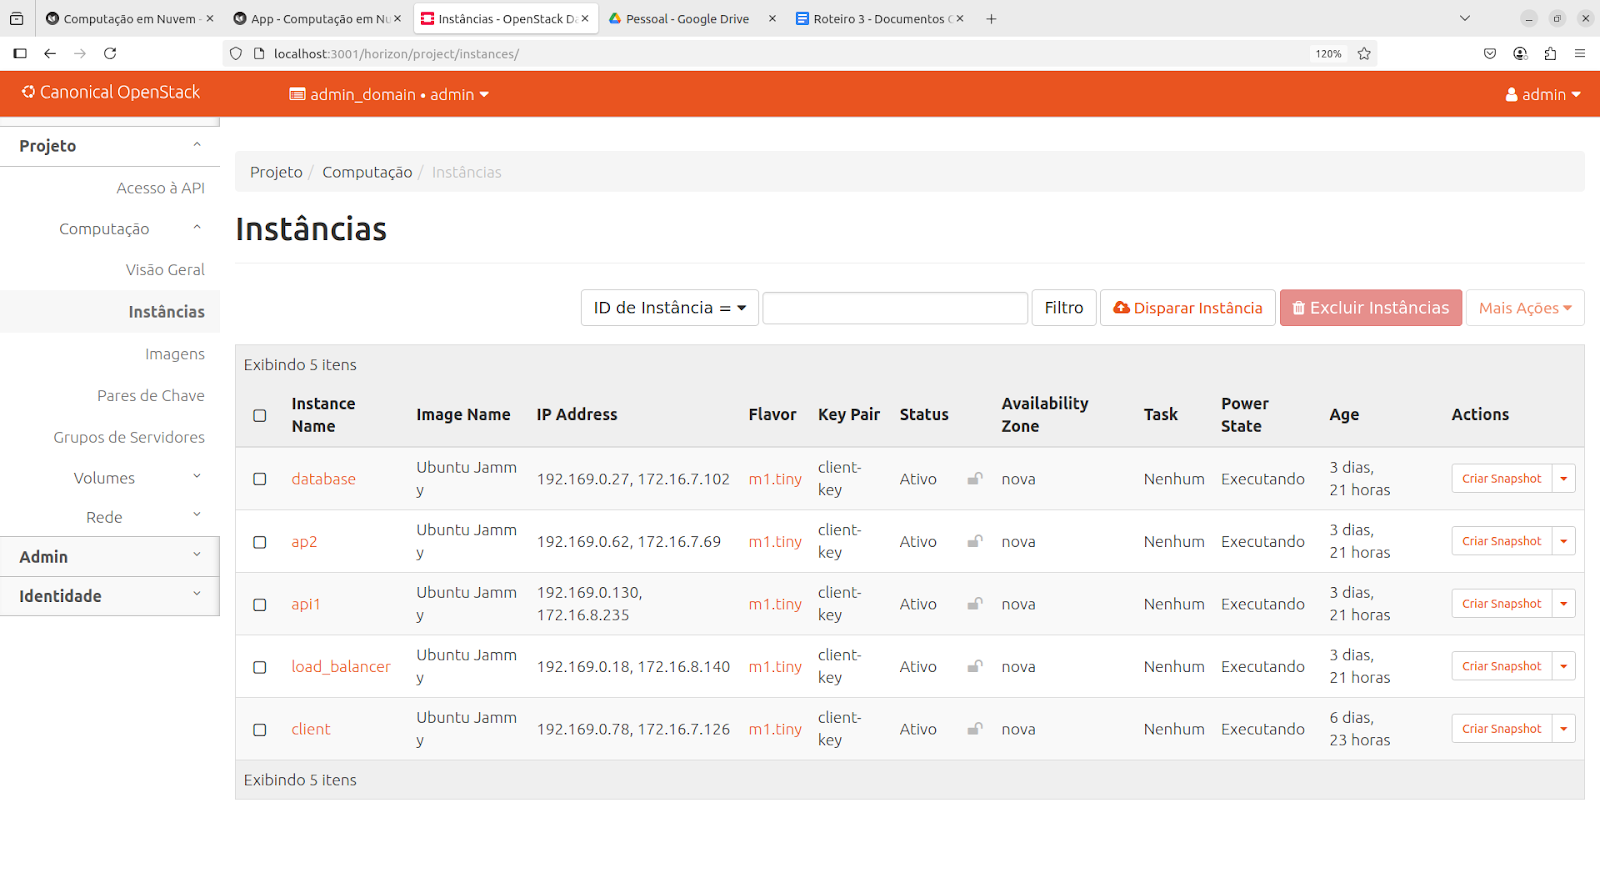 Computação em Nuvem -
App - Computação em Nu
Instâncias - OpenStack Da
Pessoal - Google Drive
Roteiro 3 - Documentos G
localhost:3001/horizon/project/instances/
120%
Canonical OpenStack
admin_domain • admin
admin
Projeto
Acesso à API
Computação
Visão Geral
Instâncias
Imagens
Pares de Chave
Grupos de Servidores
Volumes
Rede
Admin
Identidade
Projeto / Computação / Instâncias
Instâncias
ID de Instância =
Filtro
Disparar Instância
Excluir Instâncias
Mais Ações
Exibindo 5 itens
Instance Name Image Name IP Address Flavor Key Pair Status Availability Zone Task Power State Age Actions
database Ubuntu Jammy 192.169.0.27, 172.16.7.102 m1.tiny client-key Ativo nova Nenhum Executando 3 dias, 21 horas Criar Snapshot
ap2 Ubuntu Jammy 192.169.0.62, 172.16.7.69 m1.tiny client-key Ativo nova Nenhum Executando 3 dias, 21 horas Criar Snapshot
api1 Ubuntu Jammy 192.169.0.130, 172.16.8.235 m1.tiny client-key Ativo nova Nenhum Executando 3 dias, 21 horas Criar Snapshot
load_balancer Ubuntu Jammy 192.169.0.18, 172.16.8.140 m1.tiny client-key Ativo nova Nenhum Executando 3 dias, 21 horas Criar Snapshot
client Ubuntu Jammy 192.169.0.78, 172.16.7.126 m1.tiny client-key Ativo nova Nenhum Executando 6 dias, 23 horas Criar Snapshot
Exibindo 5 itens